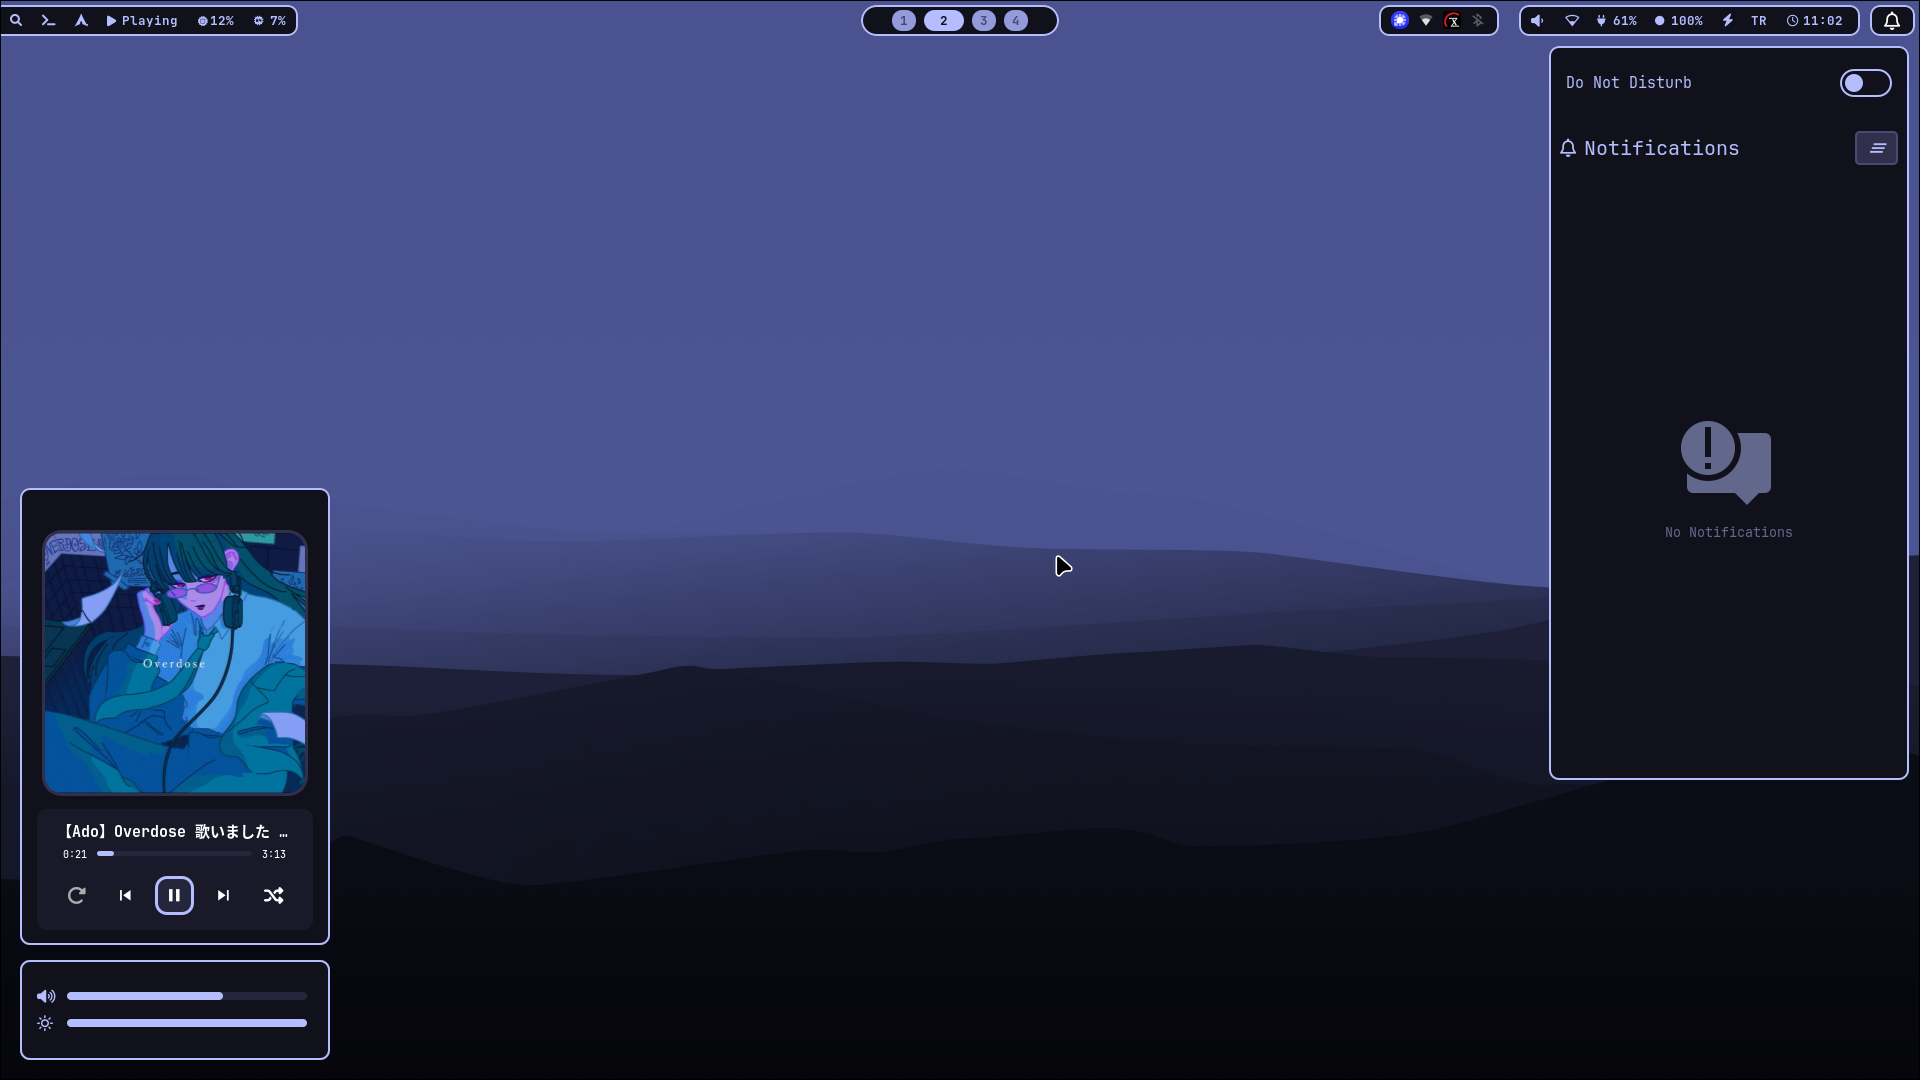 Playing 12% 7%
1 2 3 4
61% 100% TR 11:02
Do Not Disturb
Notifications
No Notifications
Overdose
【Ado】Overdose 歌いました …
0:21 3:13